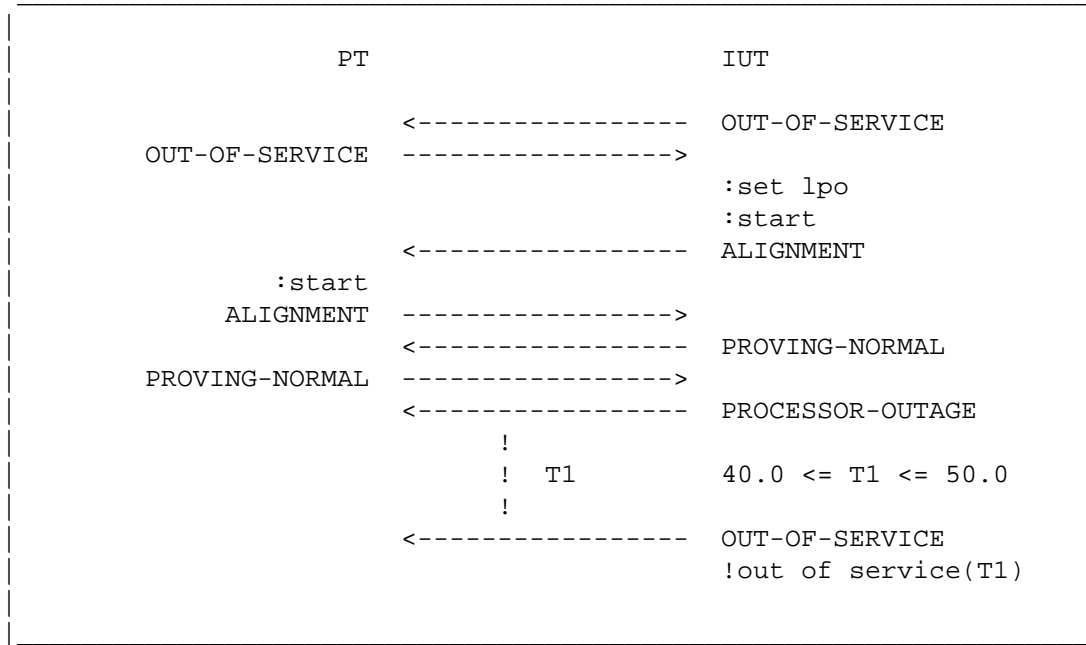 PT IUT
<----------------- OUT-OF-SERVICE
OUT-OF-SERVICE ----------------->
:set lpo
:start
<----------------- ALIGNMENT
:start
ALIGNMENT ----------------->
<----------------- PROVING-NORMAL
PROVING-NORMAL ----------------->
<----------------- PROCESSOR-OUTAGE
!
! T1 40.0 <= T1 <= 50.0
!
<----------------- OUT-OF-SERVICE
!out of service(T1)